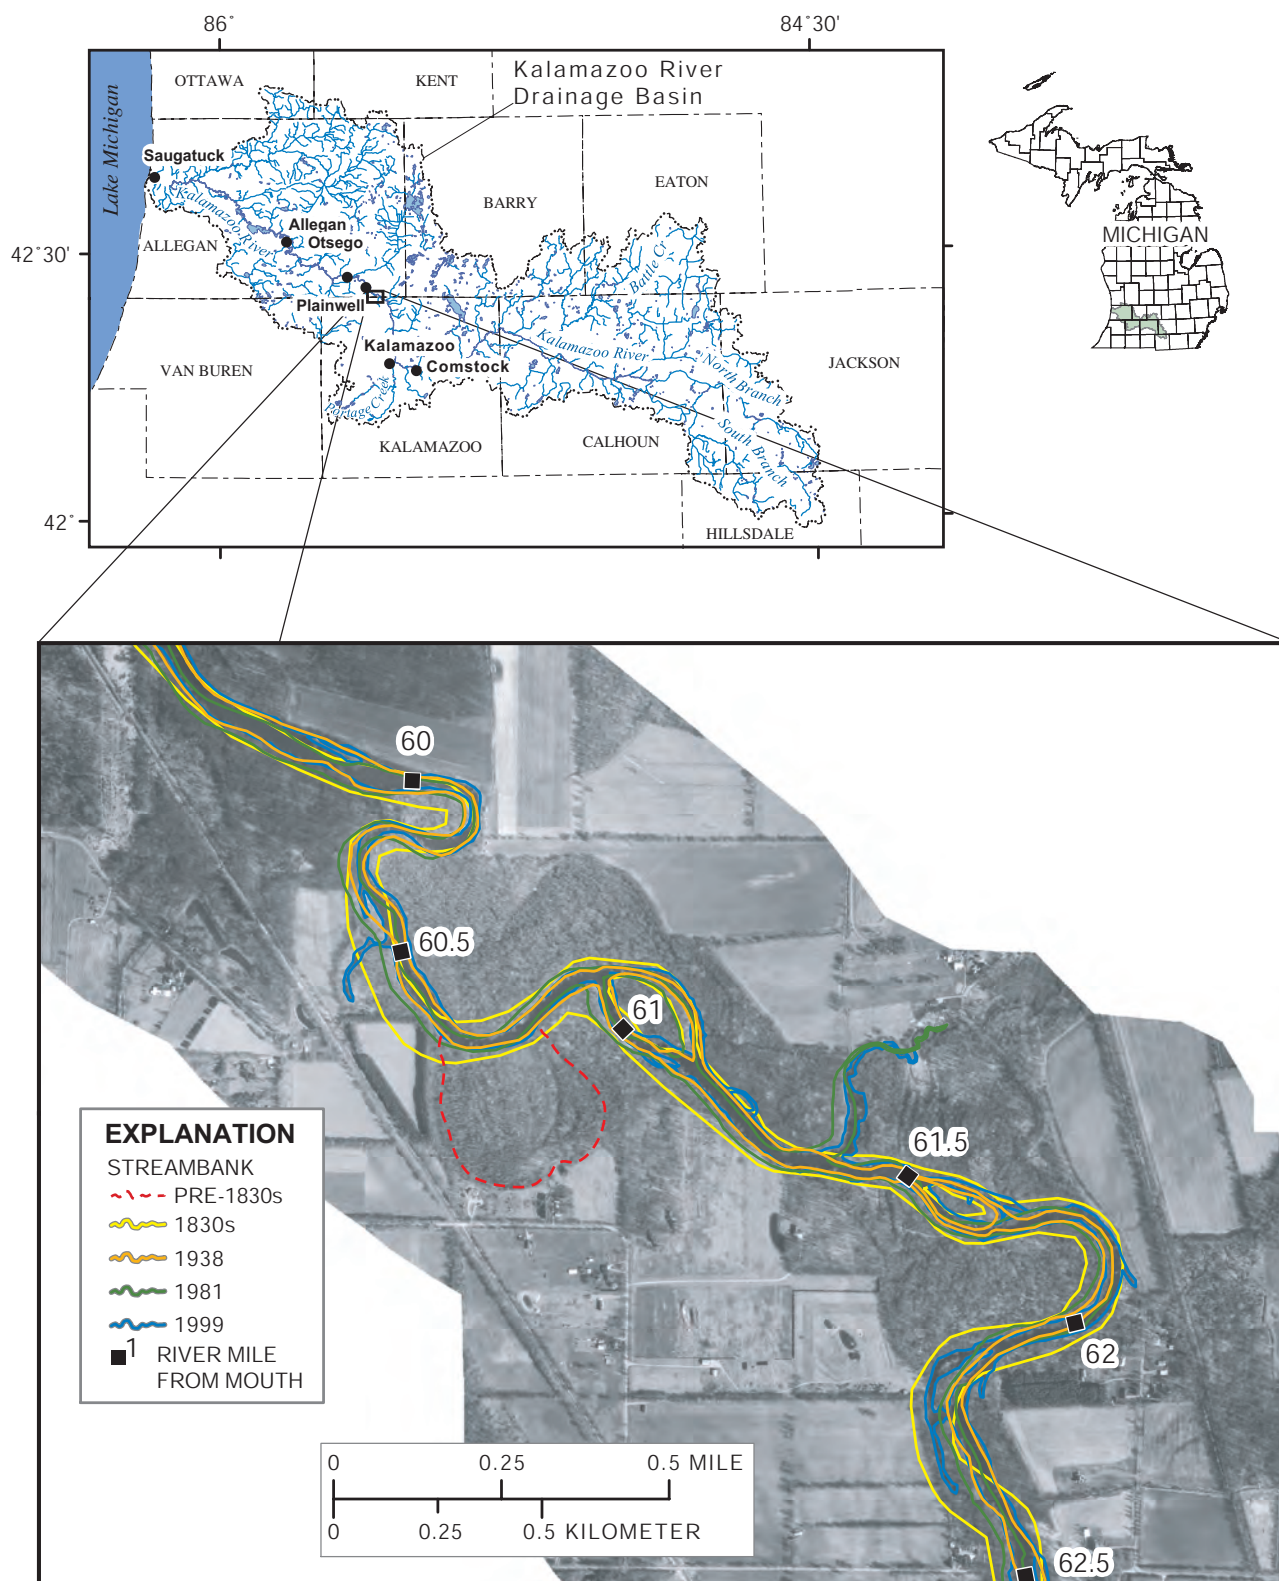 86°
84°30'
OTTAWA
KENT
Kalamazoo River
Drainage Basin
Lake Michigan
Saugatuck
EATON
BARRY
Kalamazoo River
Allegan
ALLEGAN
Otsego
MICHIGAN
42°30'
Battle C
Plainwell
Kalamazoo
Kalamazoo River
Comstock
North Branch
JACKSON
VAN BUREN
Portage Creek
South Branch
KALAMAZOO
CALHOUN
42°
HILLSDALE
60
60.5
61
61.5
62
62.5
EXPLANATION
STREAMBANK
PRE-1830s
1830s
1938
1981
1999
1
RIVER MILE
FROM MOUTH
0 0.25 0.5 MILE
0 0.25 0.5 KILOMETER